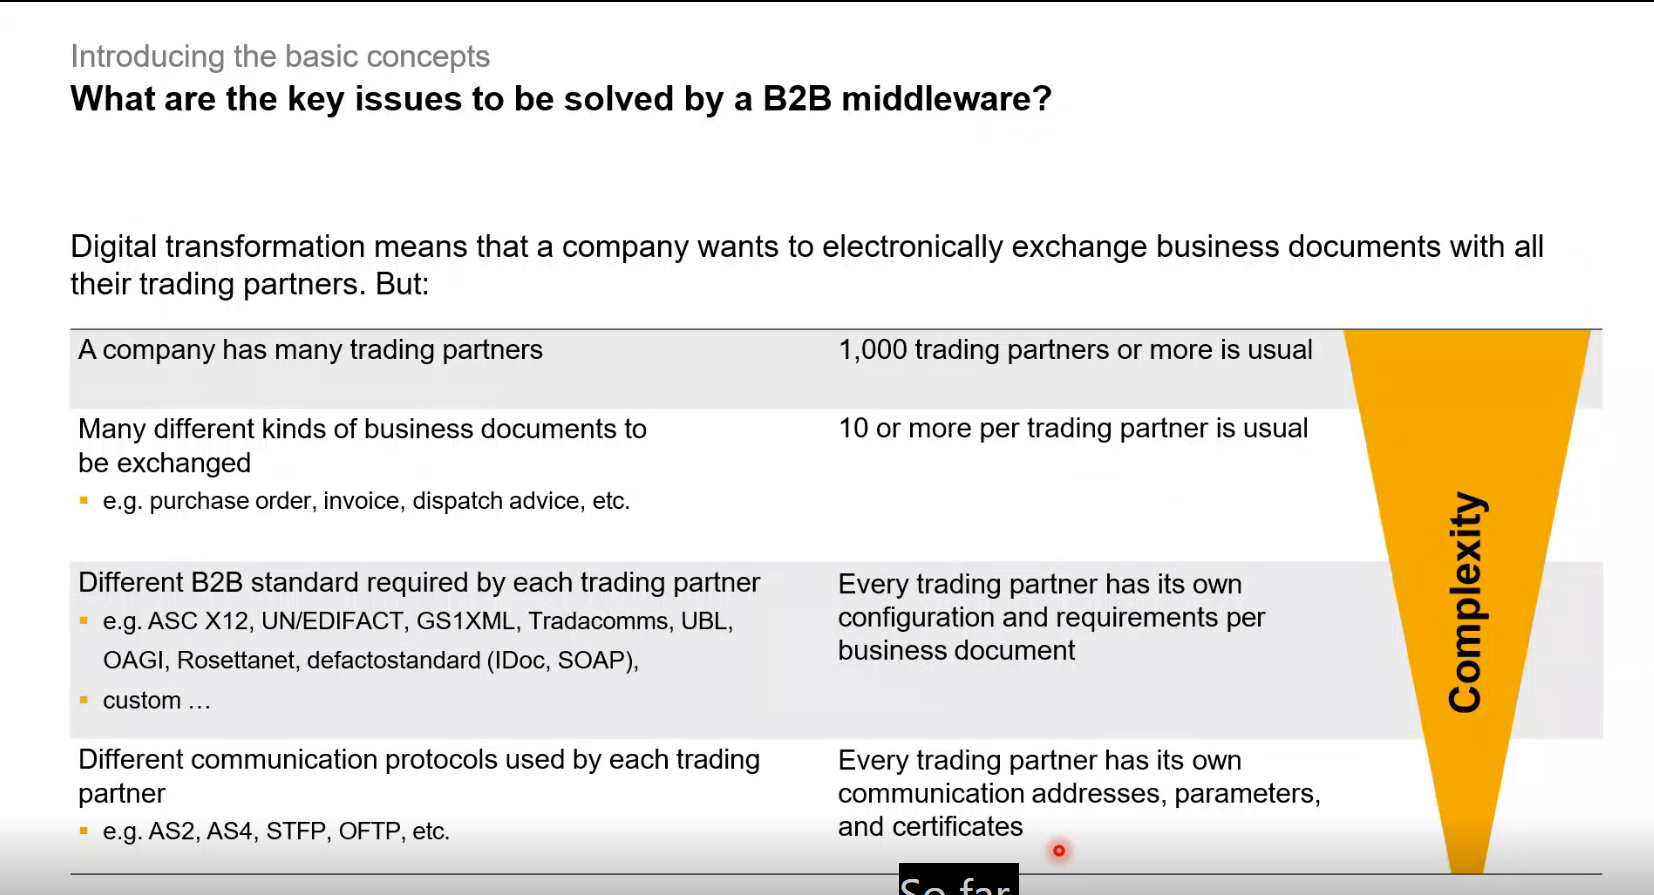 Introducing the basic concepts
What are the key issues to be solved by a B2B middleware?
Digital transformation means that a company wants to electronically exchange business documents with all
their trading partners. But:
A company has many trading partners
1,000 trading partners or more is usual
Many different kinds of business documents to
be exchanged
e.g. purchase order, invoice, dispatch advice, etc.
10 or more per trading partner is usual
Different B2B standard required by each trading partner
e.g. ASC X12, UN/EDIFACT, GS1XML, Tradacomms, UBL,
OAGI, Rosettanet, defactostandard (IDoc, SOAP),
custom …
Every trading partner has its own
configuration and requirements per
business document
Different communication protocols used by each trading
partner
e.g. AS2, AS4, STFP, OFTP, etc.
Every trading partner has its own
communication addresses, parameters,
and certificates
Complexity
So far